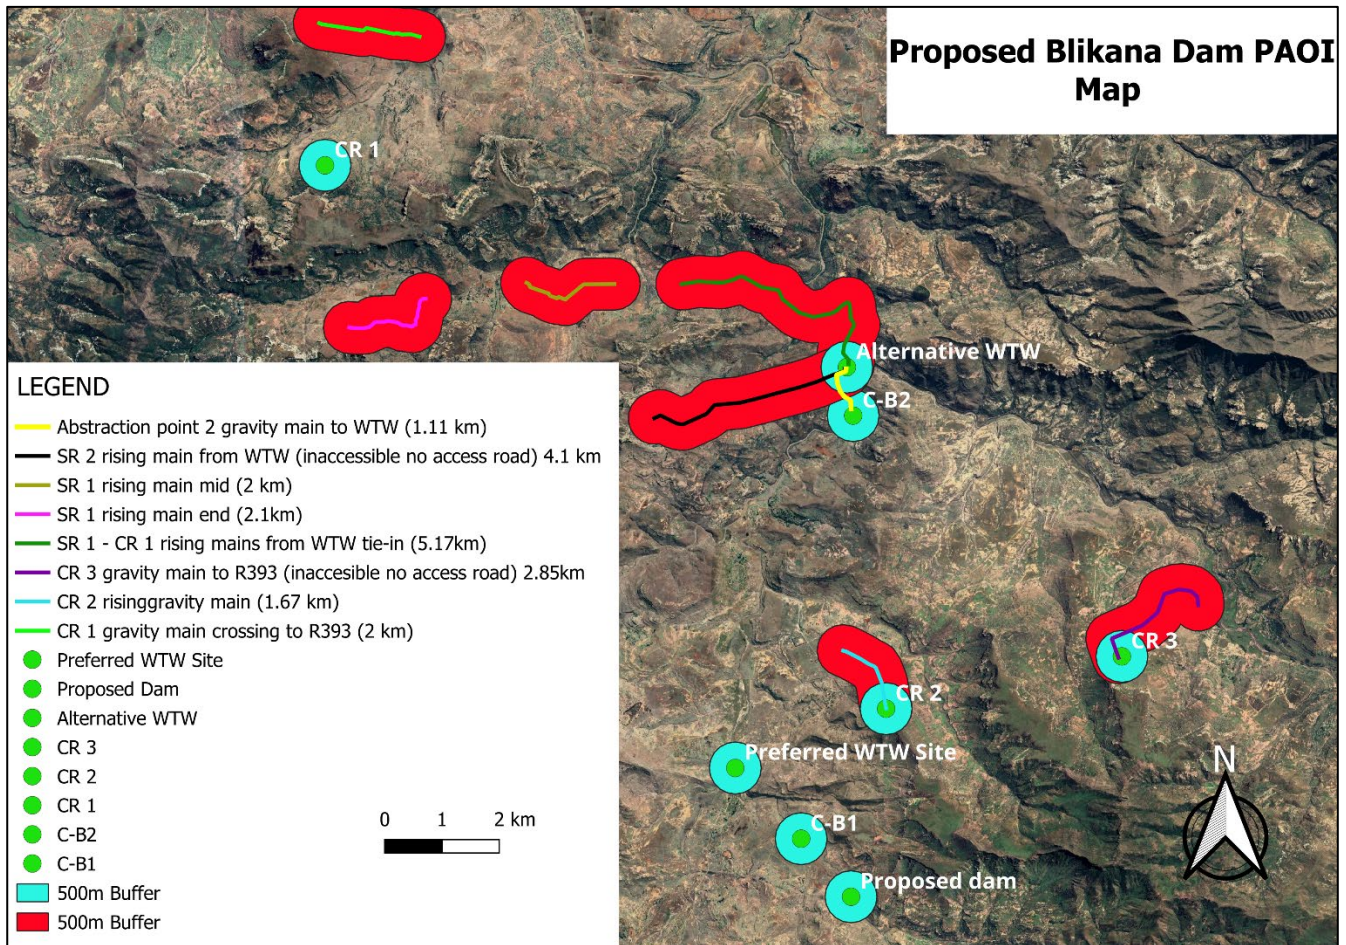 Proposed Blikana Dam PAOI
Map
CR 1
Alternative WTW
C-B2
CR 3
CR 2
Preferred WTW Site
C-B1
Proposed dam
N
LEGEND
Abstraction point 2 gravity main to WTW (1.11 km)
SR 2 rising main from WTW (inaccessible no access road) 4.1 km
SR 1 rising main mid (2 km)
SR 1 rising main end (2.1km)
SR 1 - CR 1 rising mains from WTW tie-in (5.17km)
CR 3 gravity main to R393 (inaccesible no access road) 2.85km
CR 2 risinggravity main (1.67 km)
CR 1 gravity main crossing to R393 (2 km)
Preferred WTW Site
Proposed Dam
Alternative WTW
CR 3
CR 2
CR 1
C-B2
C-B1
500m Buffer
500m Buffer
0 1 2 km